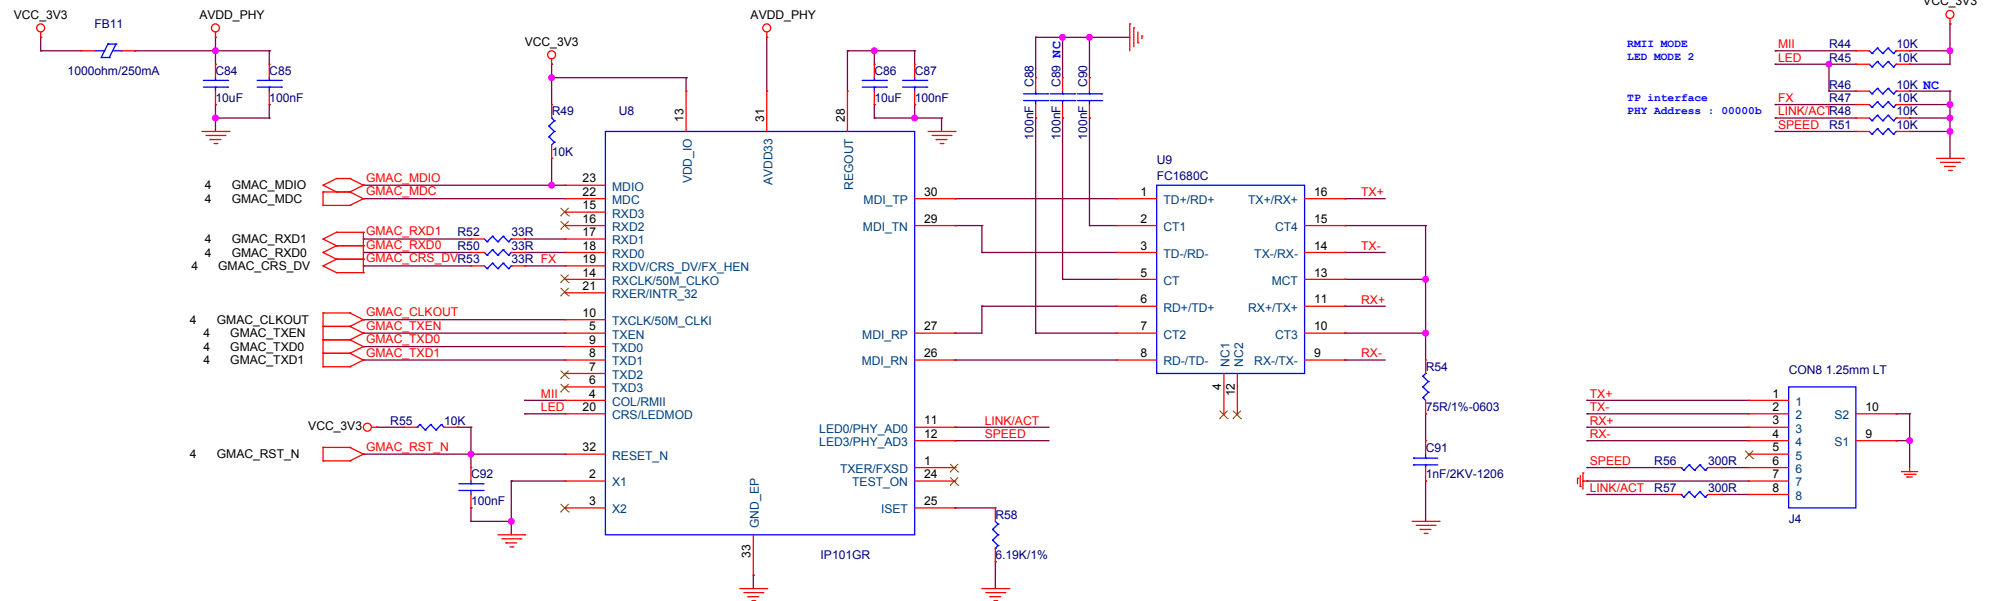 VCC_3V3
FB11
1000ohm/250mA
AVDD_PHY
C84
10uF
C85
100nF
VCC_3V3
R49
10K
AVDD_PHY
C86
10uF
C87
100nF
U8
13
31
28
VDD_IO
AVDD33
REGOUT
4 GMAC_MDIO GMAC_MDIO 23 MDIO
4 GMAC_MDC GMAC_MDC 22 MDC
15 RXD3
16 RXD2
4 GMAC_RXD1 GMAC_RXD1 R52 33R 17 RXD1
4 GMAC_RXD0 GMAC_RXD0 R50 33R 18 RXD0
4 GMAC_CRS_DV GMAC_CRS_DV R53 33R FX 19 RXDV/CRS_DV/FX_HEN
14 RXCLK/50M_CLKO
21 RXER/INTR_32
4 GMAC_CLKOUT GMAC_CLKOUT 10 TXCLK/50M_CLKI
4 GMAC_TXEN GMAC_TXEN 5 TXEN
4 GMAC_TXD0 GMAC_TXD0 9 TXD0
4 GMAC_TXD1 GMAC_TXD1 8 TXD1
7 TXD2
6 TXD3
MII 4 COL/RMII
LED 20 CRS/LEDMOD
VCC_3V3 R55 10K
4 GMAC_RST_N GMAC_RST_N 32 RESET_N
C92
100nF
2 X1
3 X2
MDI_TP 30
MDI_TN 29
MDI_RP 27
MDI_RN 26
LED0/PHY_AD0 11 LINK/ACT
LED3/PHY_AD3 12 SPEED
TXER/FXSD 1
TEST_ON 24
ISET 25
R58
6.19K/1%
GND_EP
33
IP101GR
C88
100nF
C89
NC
100nF
C90
100nF
U9
FC1680C
1 TD+/RD+ TX+/RX+ 16 TX+
2 CT1 CT4 15
3 TD-/RD- TX-/RX- 14 TX-
5 CT MCT 13
6 RD+/TD+ RX+/TX+ 11 RX+
7 CT2 CT3 10
8 RD-/TD- RX-/TX- 9 RX-
NC1
NC2
4
12
R54
75R/1%-0603
C91
1nF/2KV-1206
VCC_3V3
RMII MODE MII R44 10K
LED MODE 2 LED R45 10K
R46 10K NC
TP interface FX R47 10K
PHY Address : 00000b LINK/ACT R48 10K
SPEED R51 10K
CON8 1.25mm LT
TX+ 1 1
TX- 2 2 S2 10
RX+ 3 3
RX- 4 4 S1 9
5 5
SPEED R56 300R 6 6
7 7
LINK/ACT R57 300R 8 8
J4